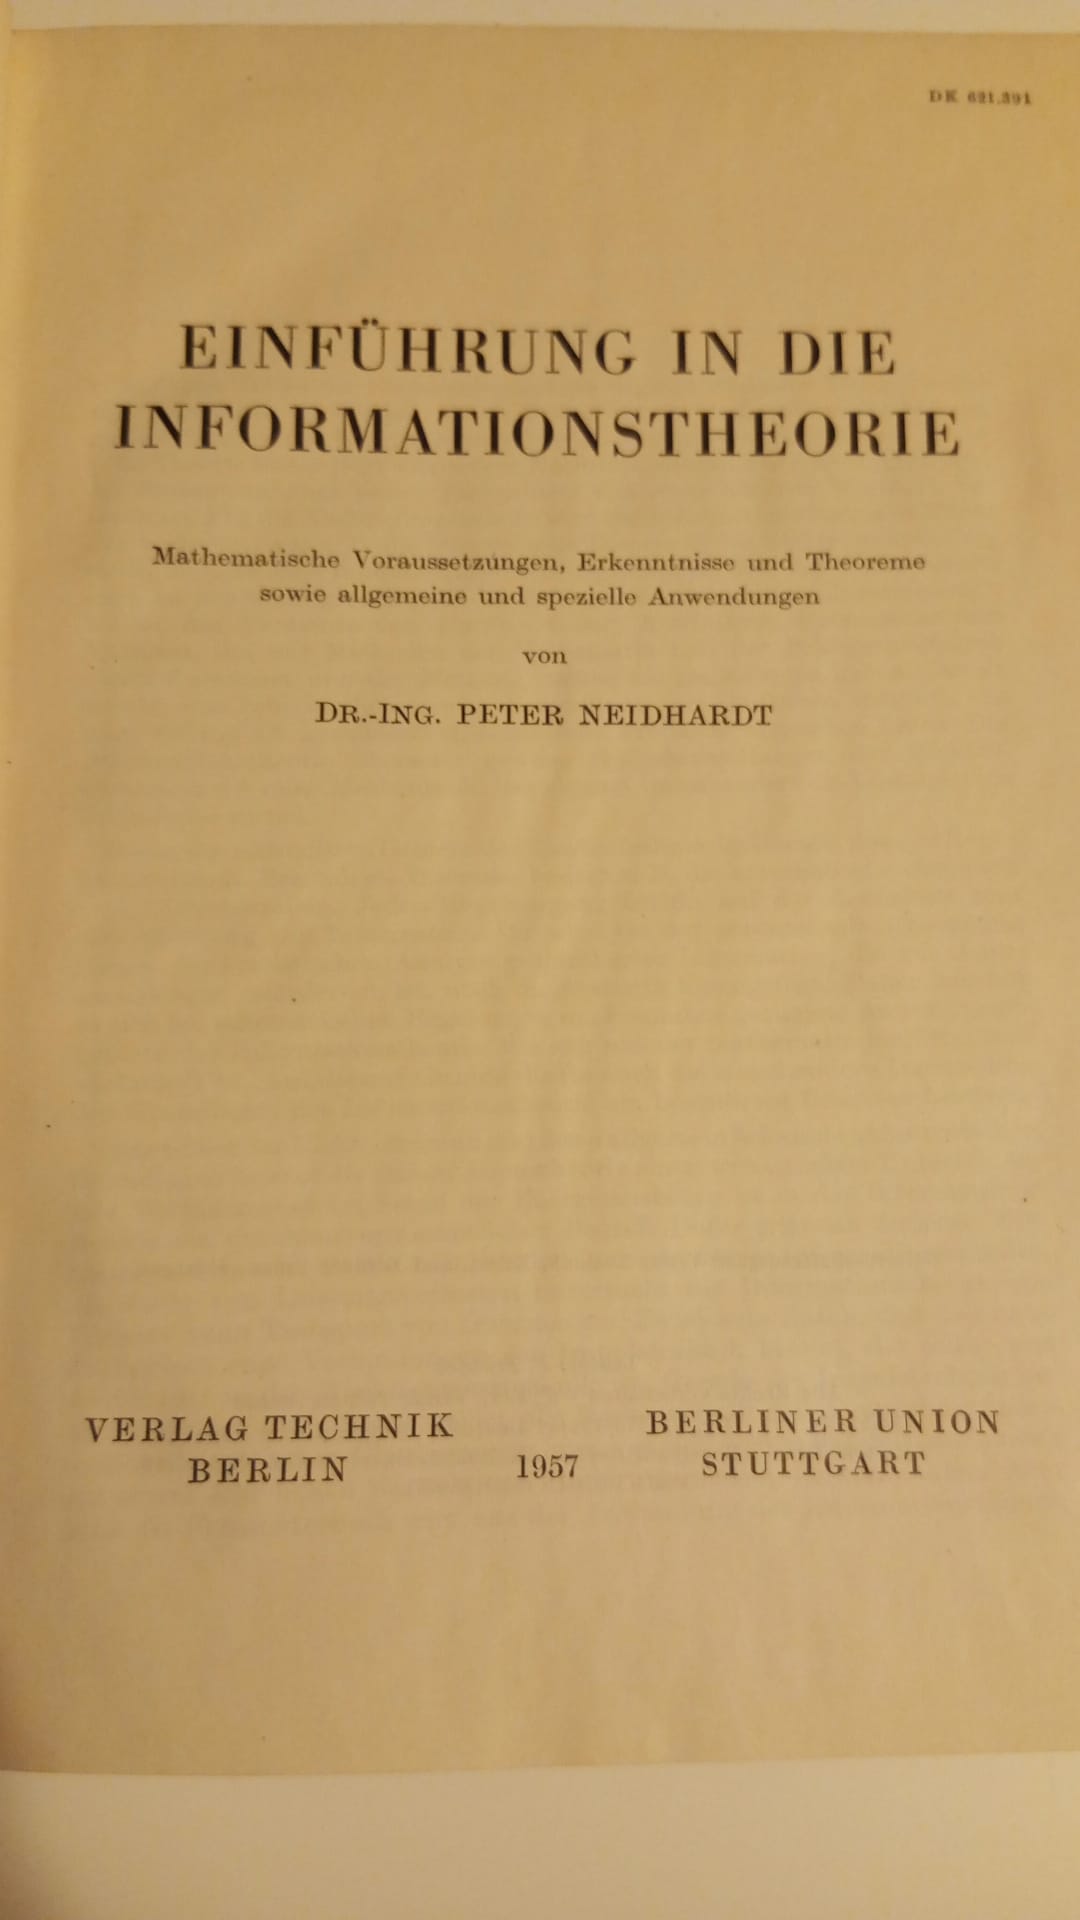 DK 621.391
EINFÜHRUNG IN DIE
INFORMATIONSTHEORIE
Mathematische Voraussetzungen, Erkenntnisse und Theoreme
sowie allgemeine und spezielle Anwendungen
von
DR.-ING. PETER NEIDHARDT
VERLAG TECHNIK
BERLIN
1957
BERLINER UNION
STUTTGART